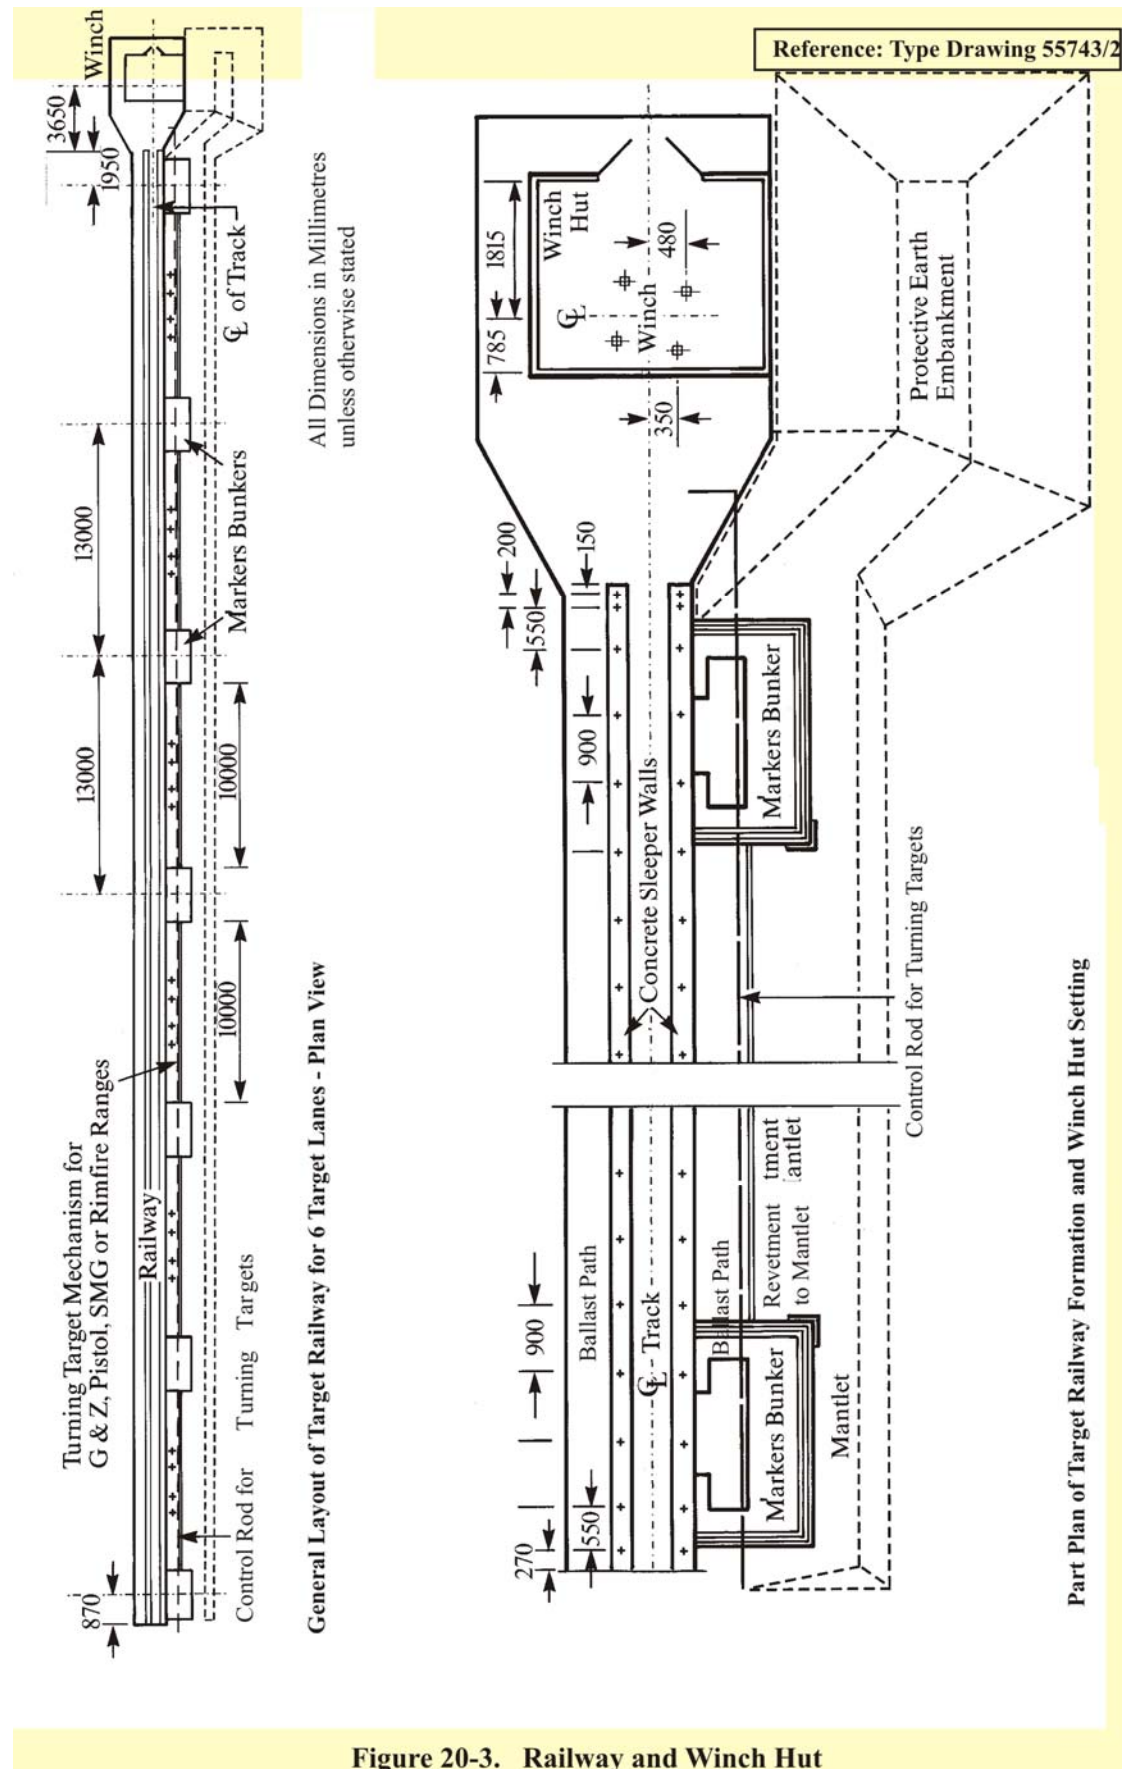 Reference: Type Drawing 55743/2
Winch
3650
1950
℄ of Track
All Dimensions in Millimetres
unless otherwise stated
13000
Markers Bunkers
13000
10000
10000
Turning Target Mechanism for
G & Z, Pistol, SMG or Rimfire Ranges
Railway
Control Rod for Turning Targets
870
General Layout of Target Railway for 6 Target Lanes - Plan View
Winch
Hut
1815
785
℄
Winch
480
350
Protective Earth
Embankment
200
150
550
900
Concrete Sleeper Walls
Markers Bunker
Control Rod for Turning Targets
Ballast Path
℄ Track
Ballast Path
Revetment
to Mantlet
tment
antlet
900
550
270
Markers Bunker
Mantlet
Part Plan of Target Railway Formation and Winch Hut Setting
Figure 20-3. Railway and Winch Hut